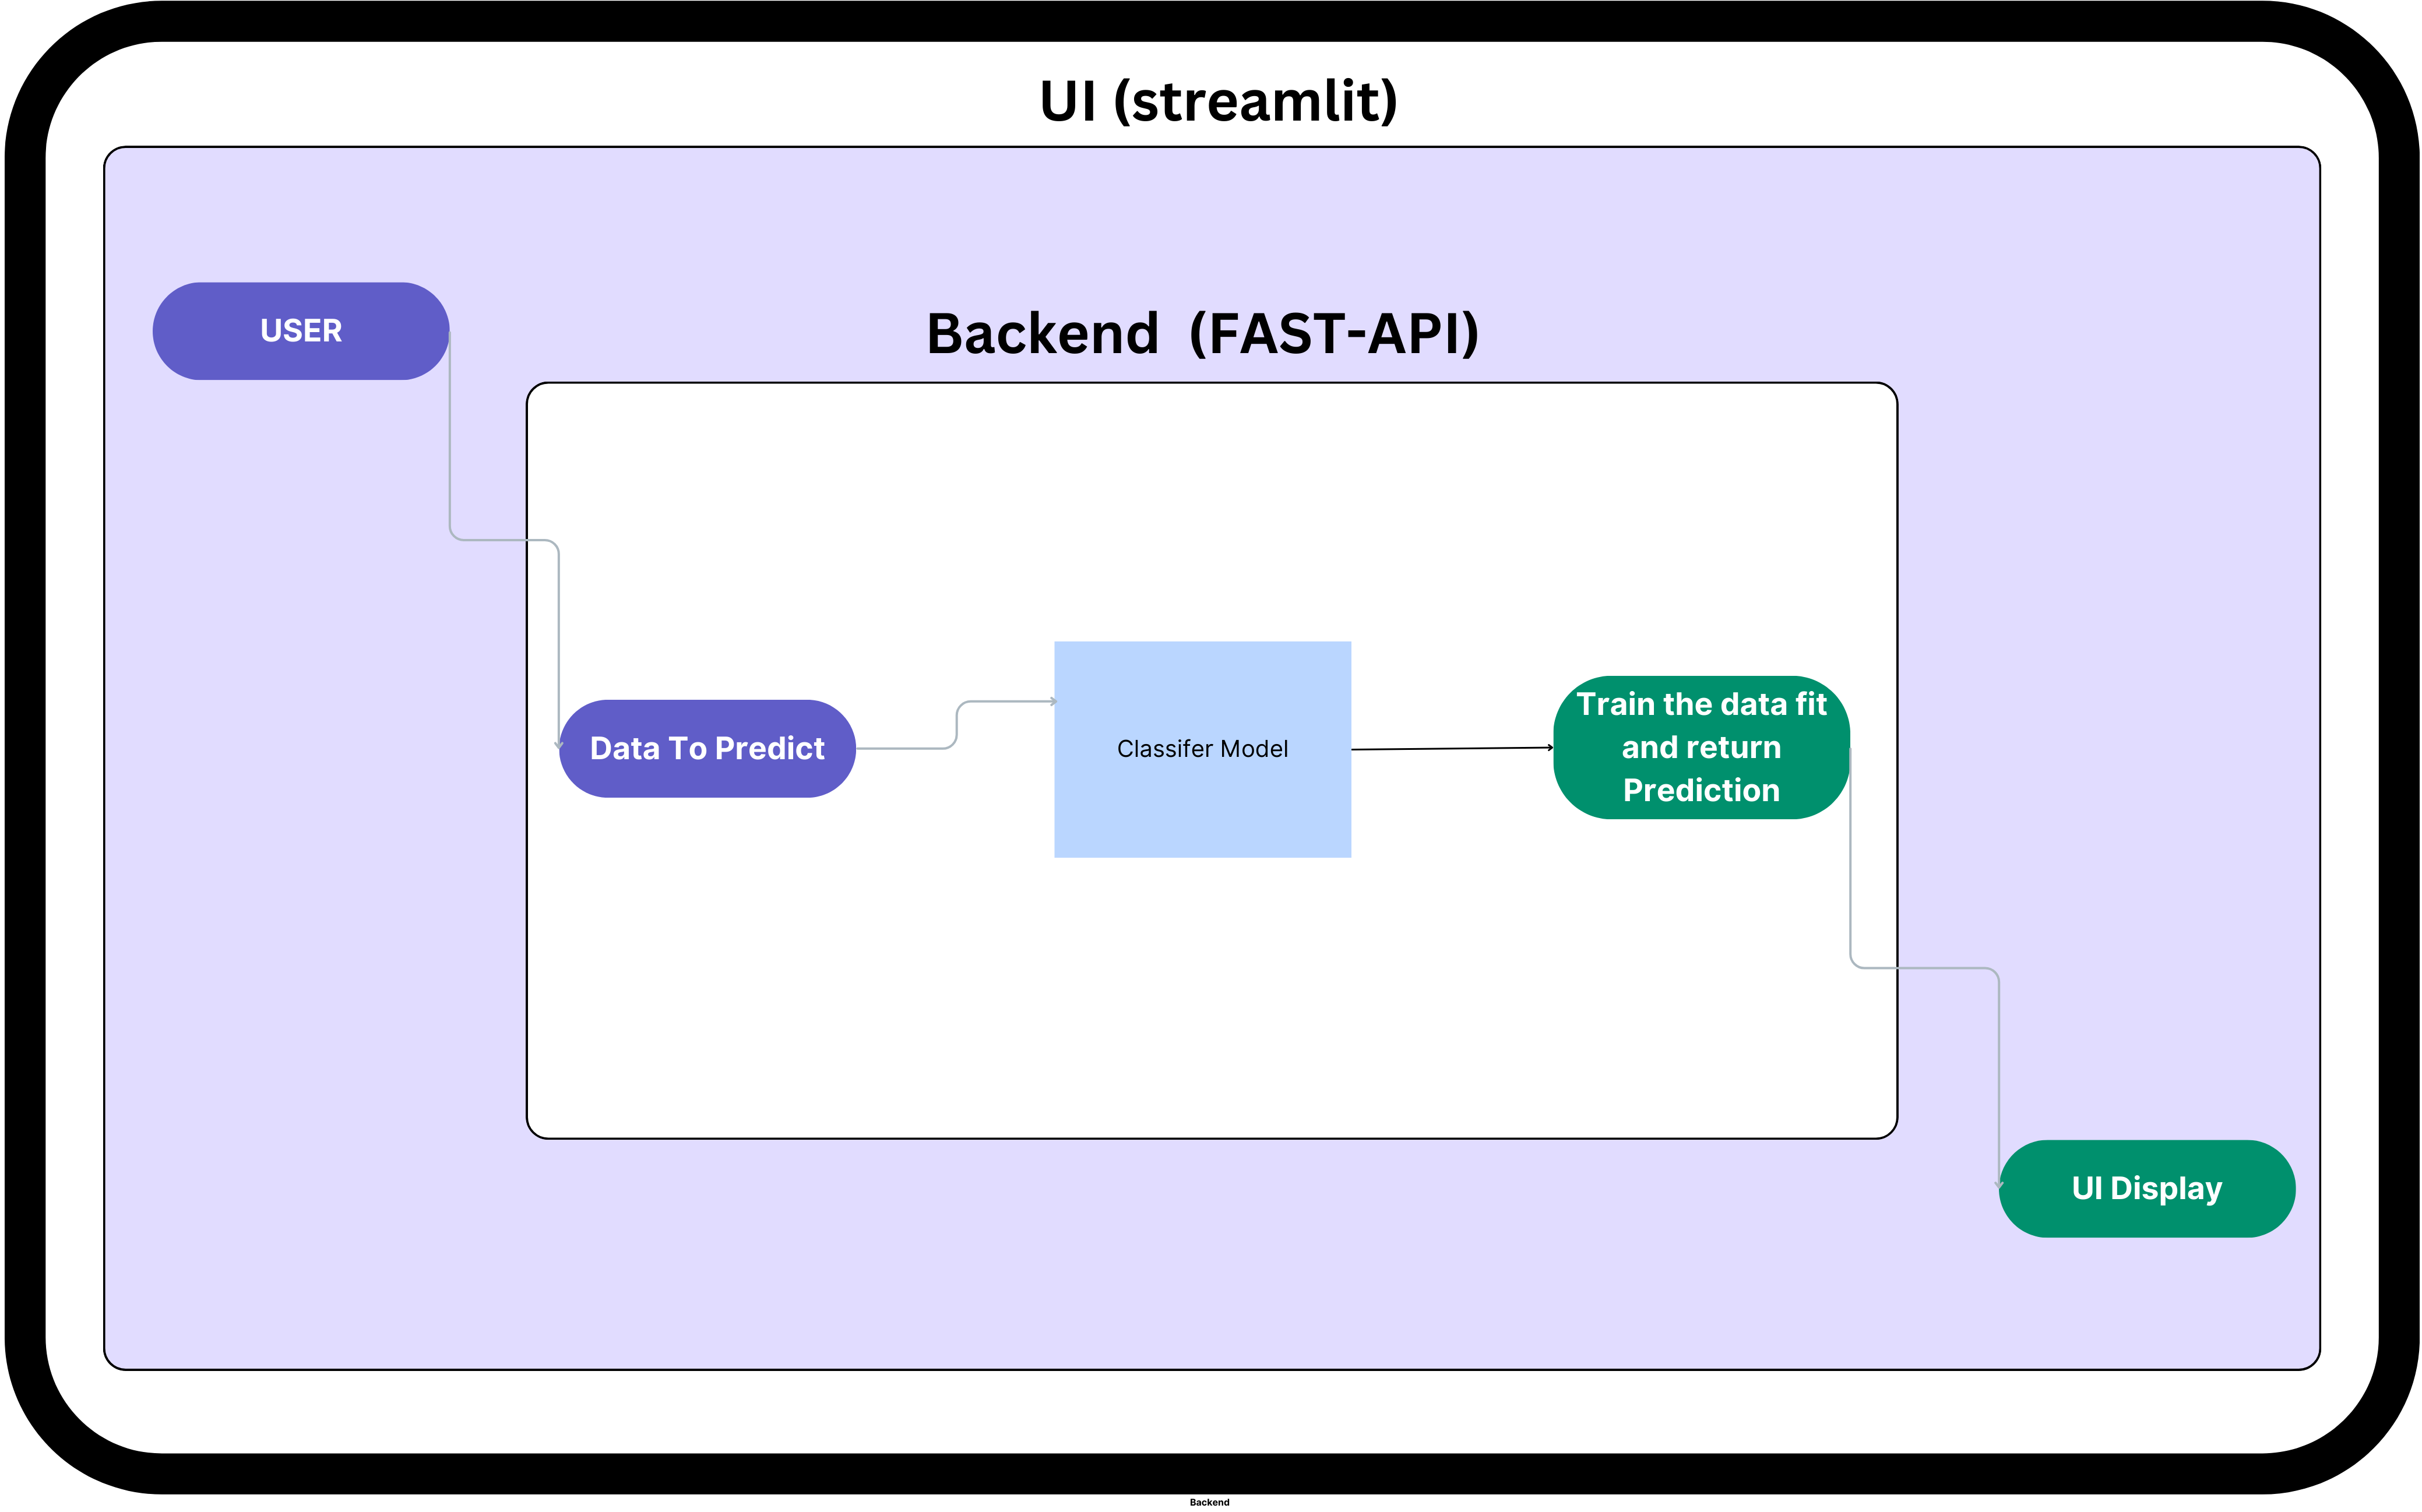 UI (streamlit)
USER
Backend (FAST-API)
Data To Predict
Classifer Model
Train the data fit
and return
Prediction
UI Display
Backend